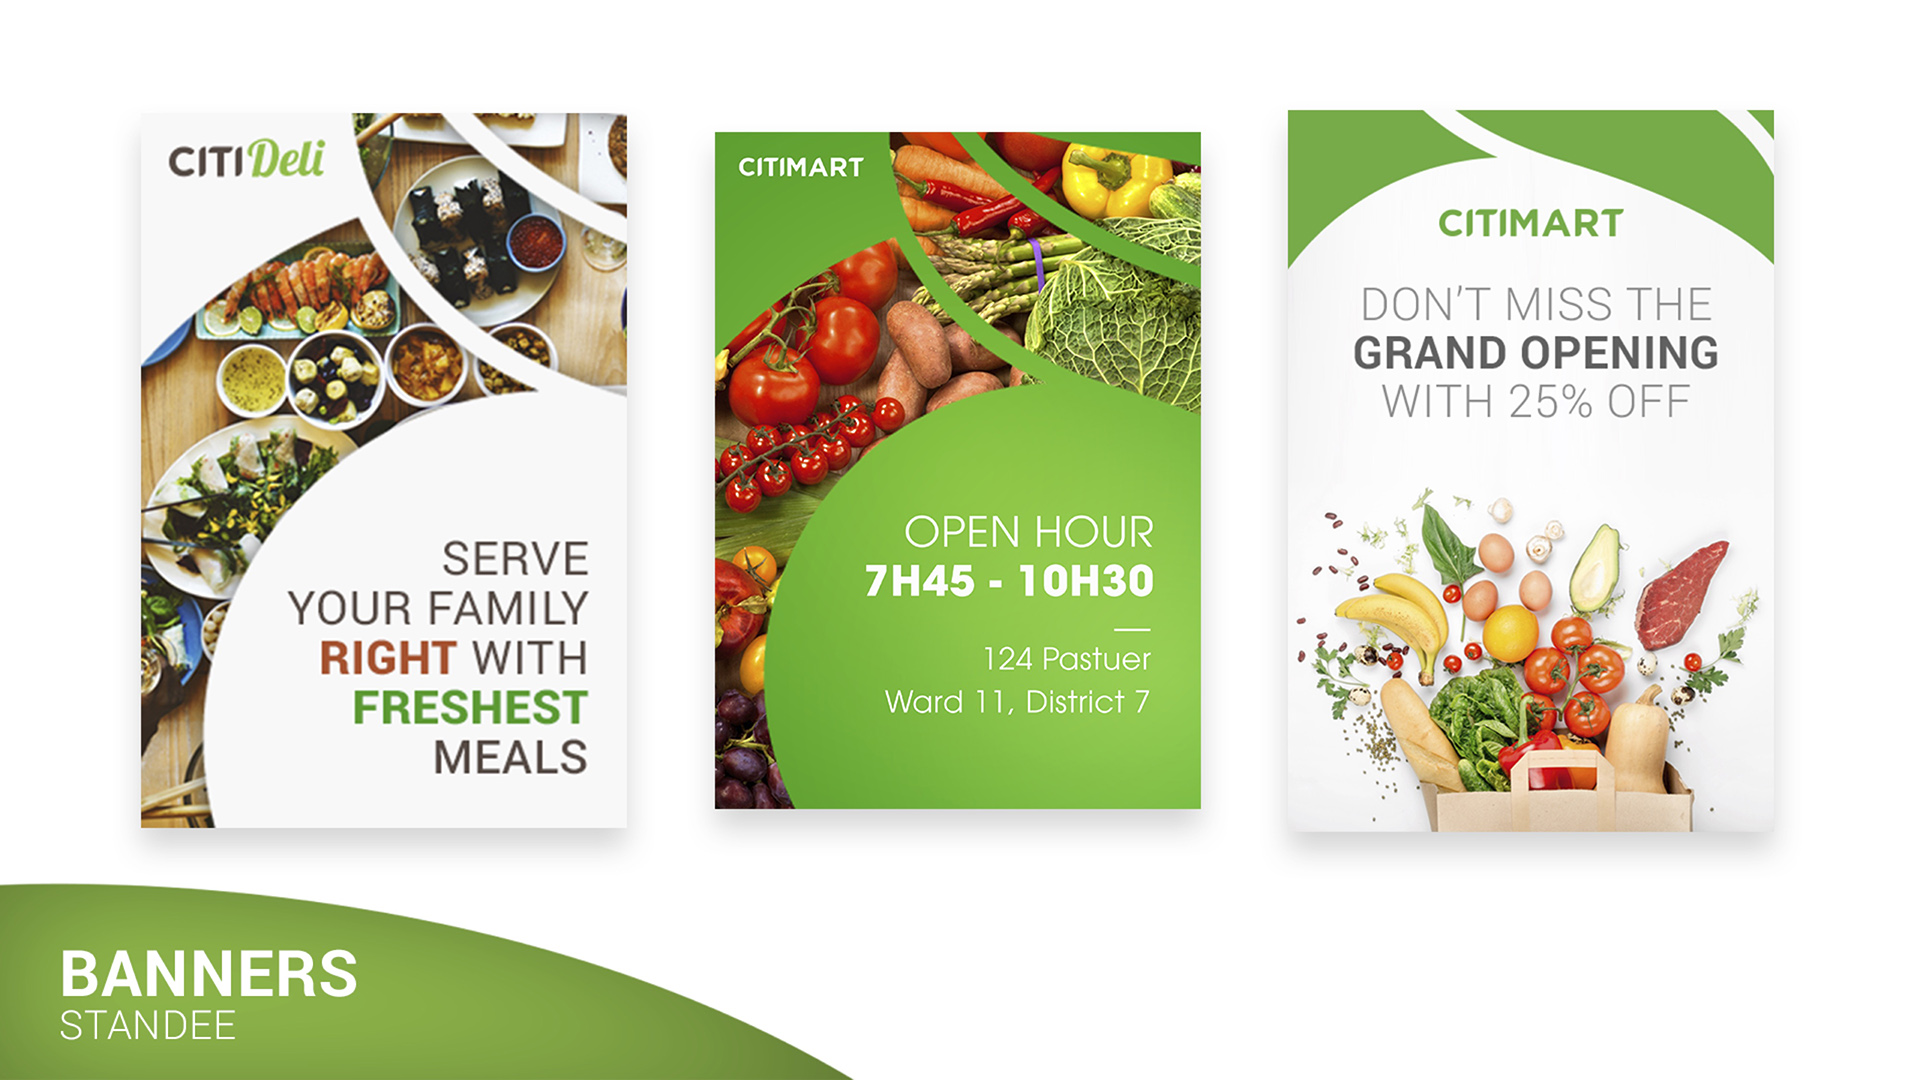 CITIDeli
SERVE
YOUR FAMILY
RIGHT WITH
FRESHEST
MEALS
CITIMART
OPEN HOUR
7H45 - 10H30
124 Pastuer
Ward 11, District 7
CITIMART
DON'T MISS THE
GRAND OPENING
WITH 25% OFF
BANNERS
STANDEE